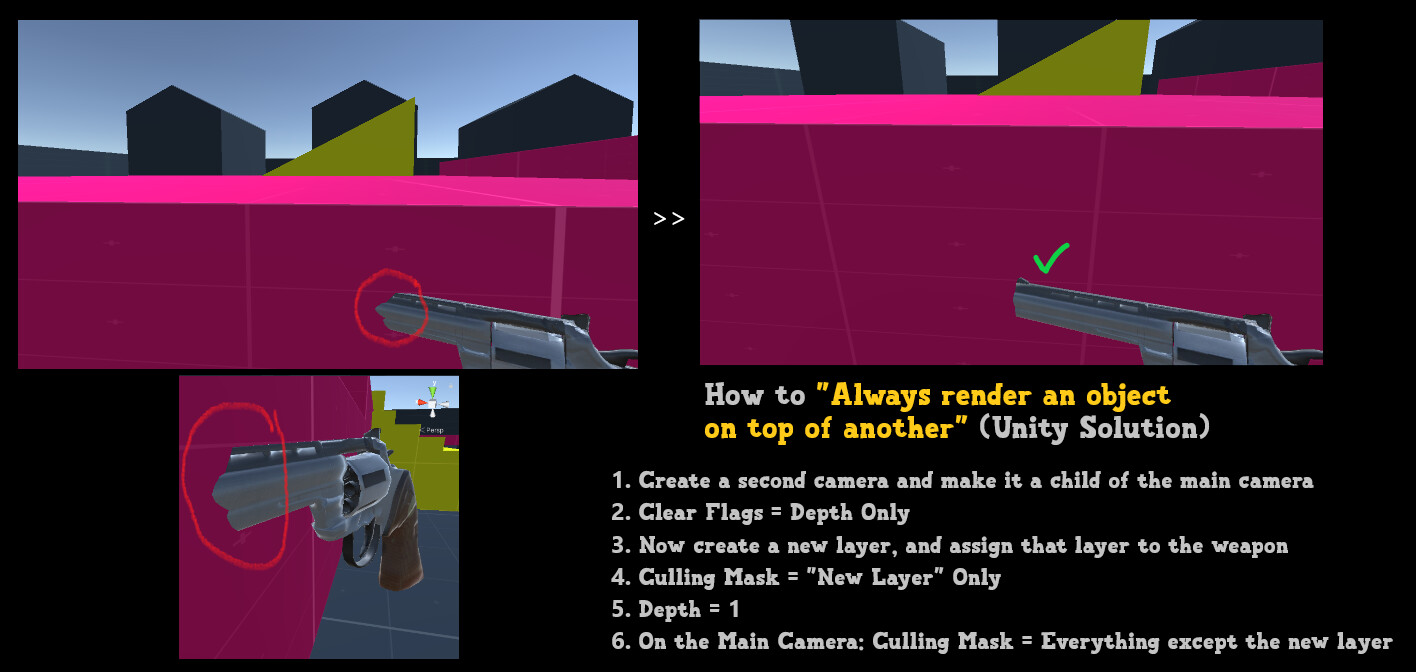 >>
y
< Persp
How to "Always render an object
on top of another" (Unity Solution)
1. Create a second camera and make it a child of the main camera
2. Clear Flags = Depth Only
3. Now create a new layer, and assign that layer to the weapon
4. Culling Mask = "New Layer" Only
5. Depth = 1
6. On the Main Camera: Culling Mask = Everything except the new layer